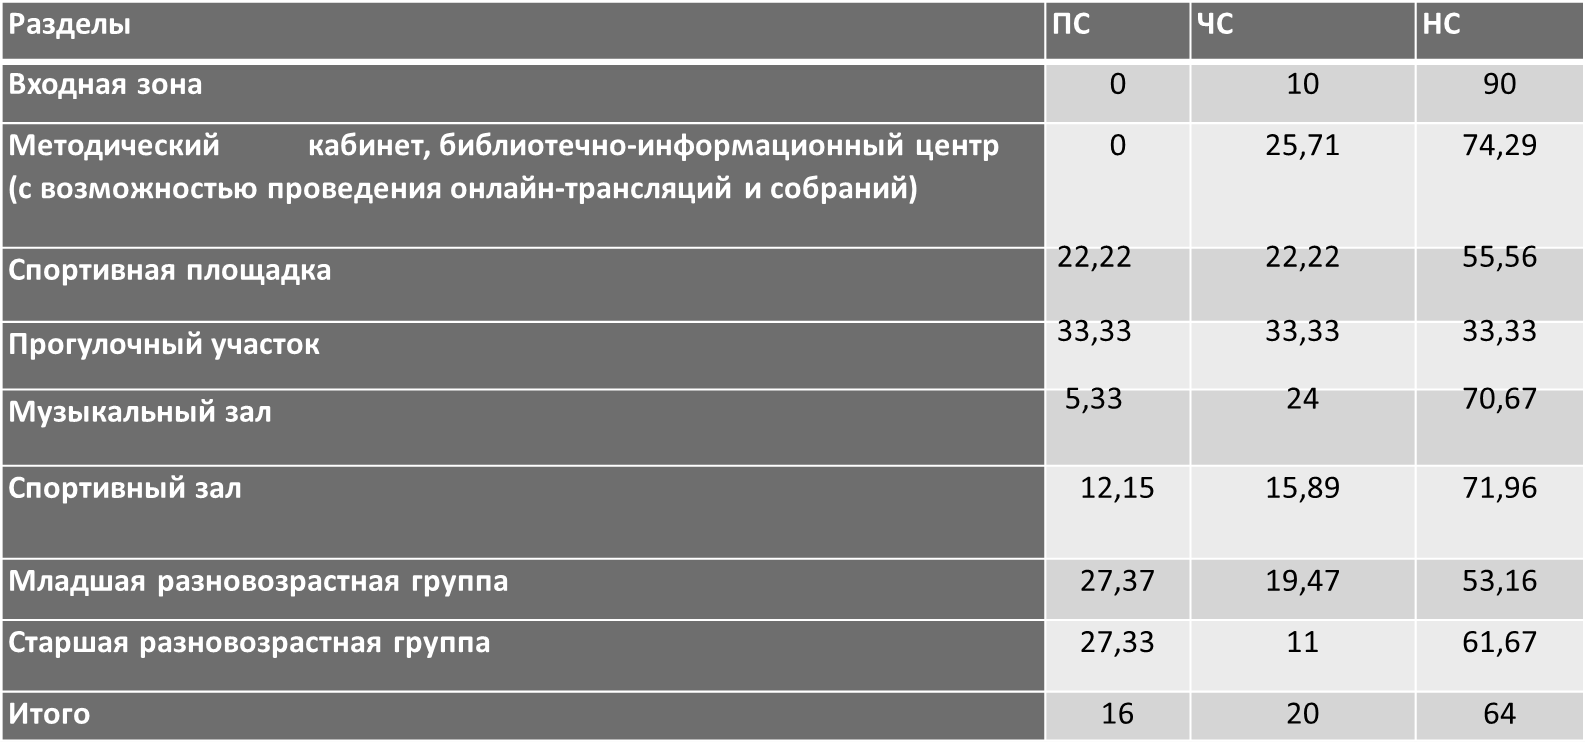 Разделы ПС ЧС НС
Входная зона 0 10 90
Методический кабинет, библиотечно-информационный центр 0 25,71 74,29
(с возможностью проведения онлайн-трансляций и собраний)
Спортивная площадка 22,22 22,22 55,56
Прогулочный участок 33,33 33,33 33,33
Музыкальный зал 5,33 24 70,67
Спортивный зал 12,15 15,89 71,96
Младшая разновозрастная группа 27,37 19,47 53,16
Старшая разновозрастная группа 27,33 11 61,67
Итого 16 20 64